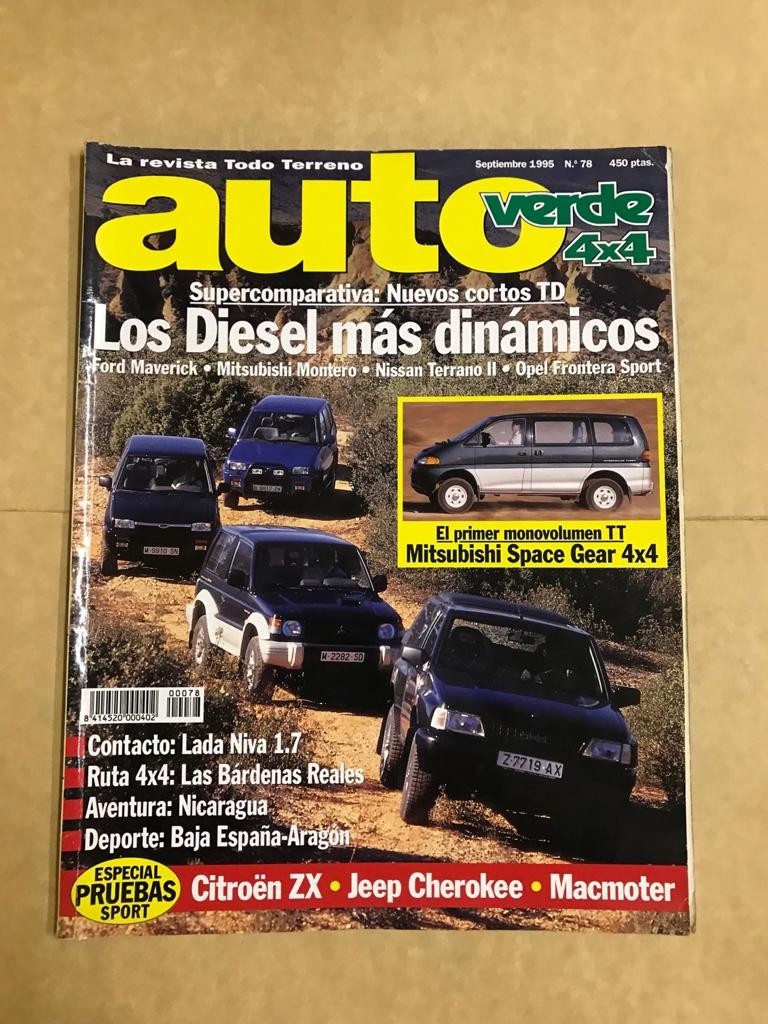 La revista Todo Terreno
Septiembre 1995 N.º 78 450 ptas.
auto verde 4x4
Supercomparativa: Nuevos cortos TD
Los Diesel más dinámicos
Ford Maverick • Mitsubishi Montero • Nissan Terrano II • Opel Frontera Sport
El primer monovolumen TT
Mitsubishi Space Gear 4x4
M-9910 SN
M-2282-SD
Z-7719-AX
00078
8 414520 000402
Contacto: Lada Niva 1.7
Ruta 4x4: Las Bárdenas Reales
Aventura: Nicaragua
Deporte: Baja España-Aragón
ESPECIAL
PRUEBAS
SPORT
Citroën ZX • Jeep Cherokee • Macmoter